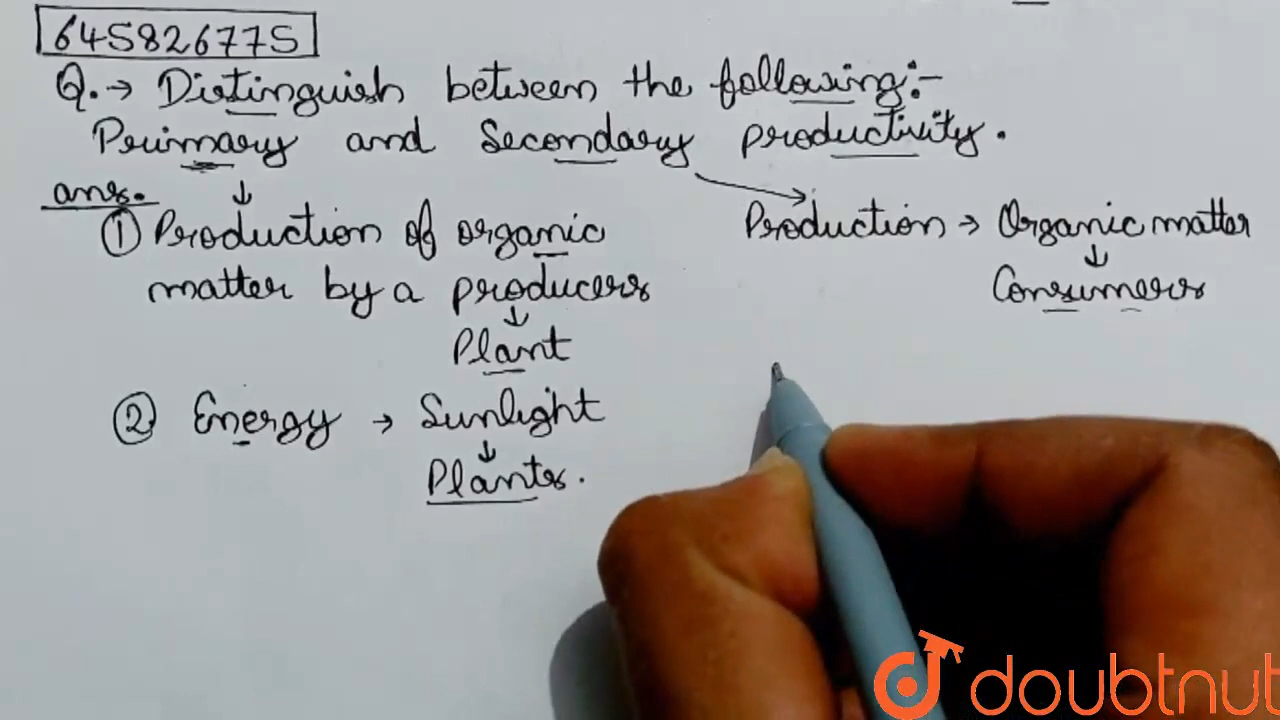 645826775
Q.→ Distinguish between the following:-
Primary and Secondary productivity.
ans.
① Production of organic
matter by a producers
↓
Plant
② Energy → Sunlight
↓
Plants.
Production → Organic matter
↓
Consumers
doubtnut